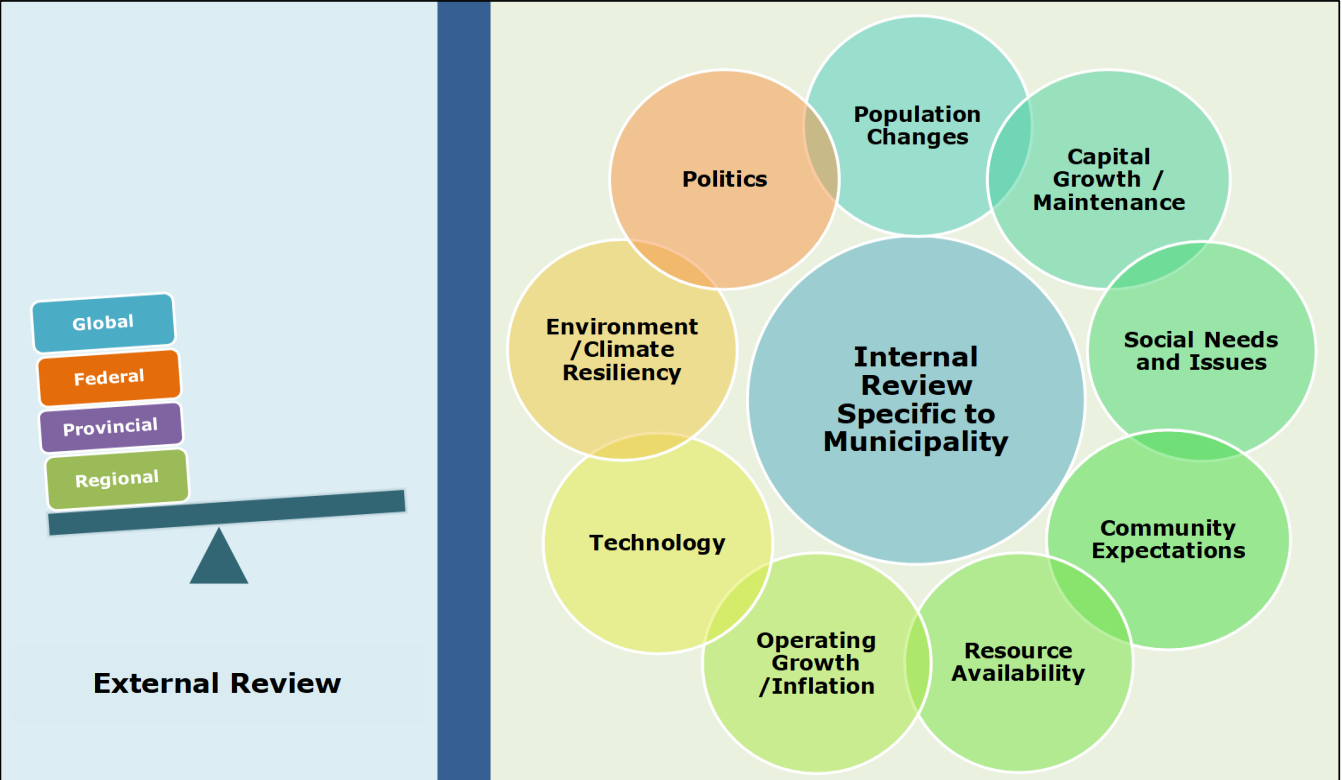 Global
Federal
Provincial
Regional
External Review
Population
Changes
Capital
Growth /
Maintenance
Social Needs
and Issues
Community
Expectations
Resource
Availability
Operating
Growth
/Inflation
Technology
Environment
/Climate
Resiliency
Politics
Internal
Review
Specific to
Municipality